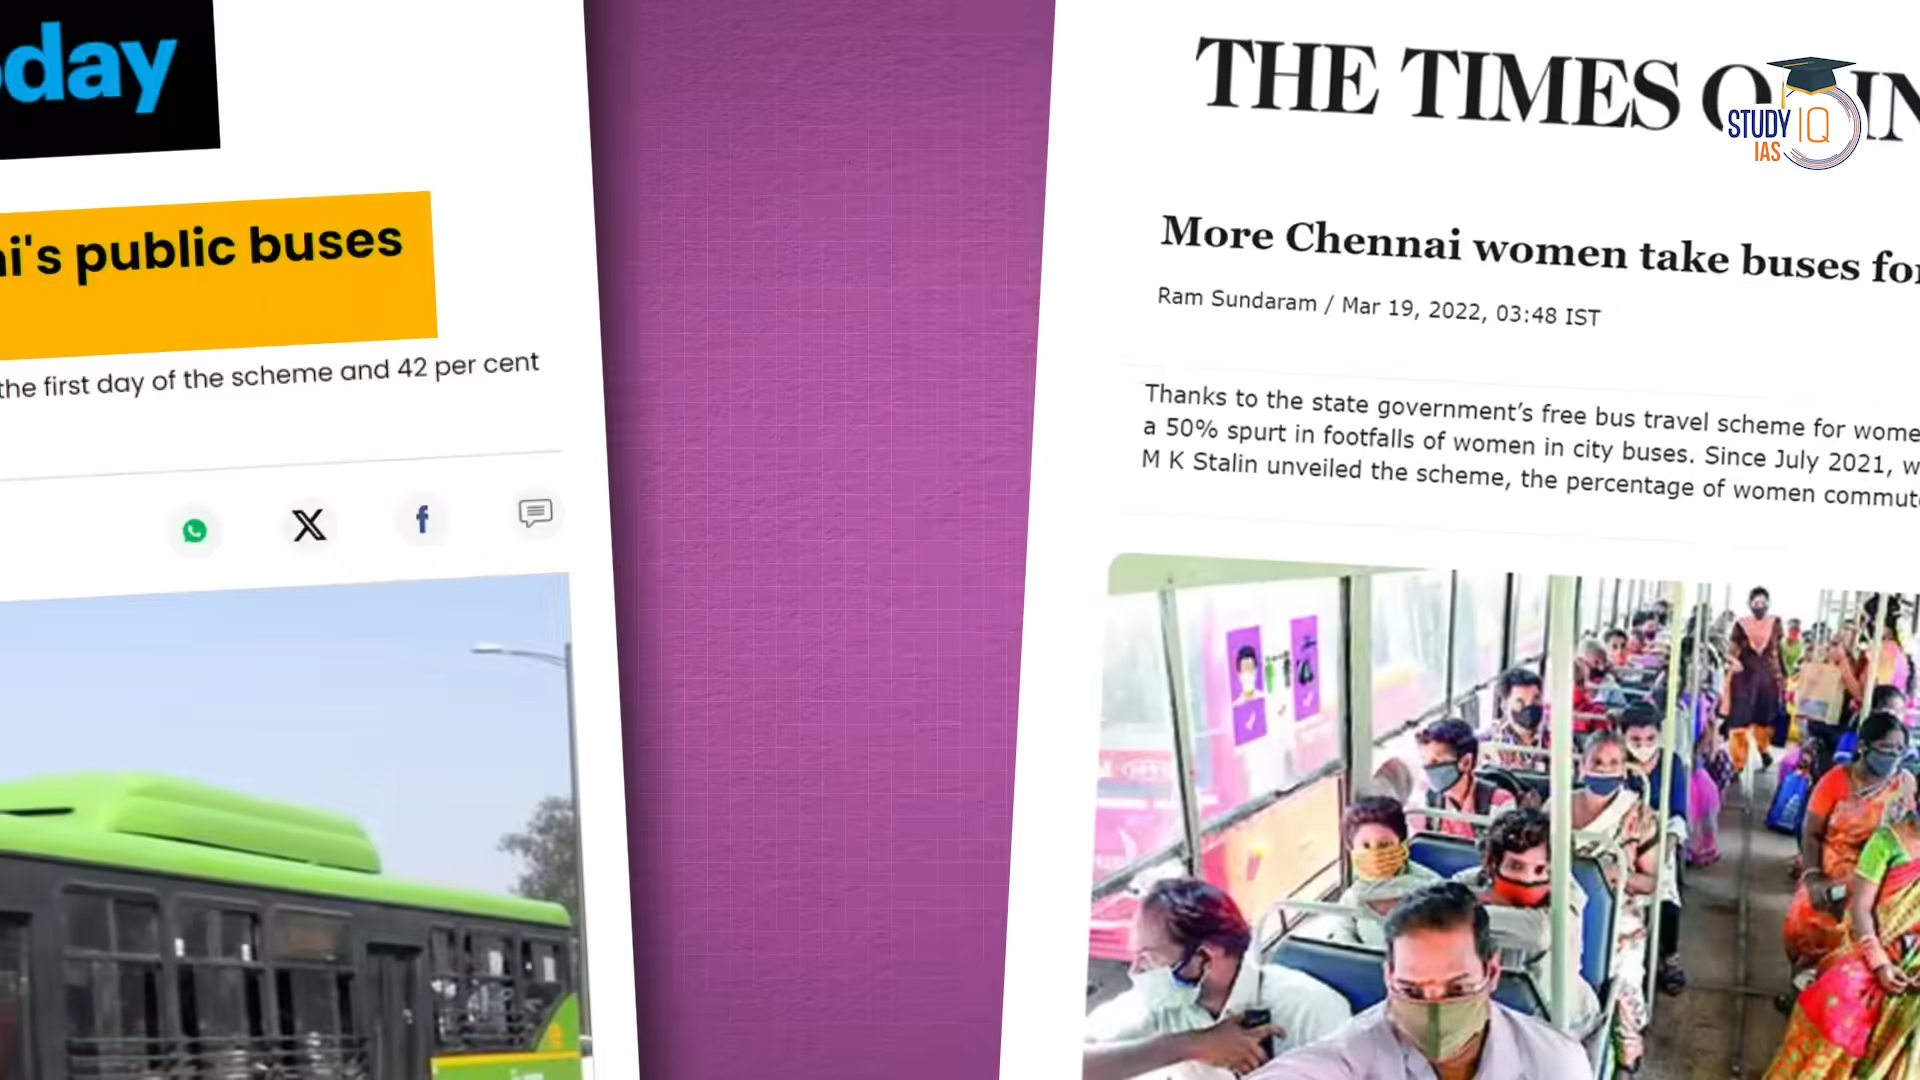 day
i's public buses
the first day of the scheme and 42 per cent
THE TIMES O IN
STUDY IQ
IAS
More Chennai women take buses for
Ram Sundaram / Mar 19, 2022, 03:48 IST
Thanks to the state government’s free bus travel scheme for wome
a 50% spurt in footfalls of women in city buses. Since July 2021, w
M K Stalin unveiled the scheme, the percentage of women commut